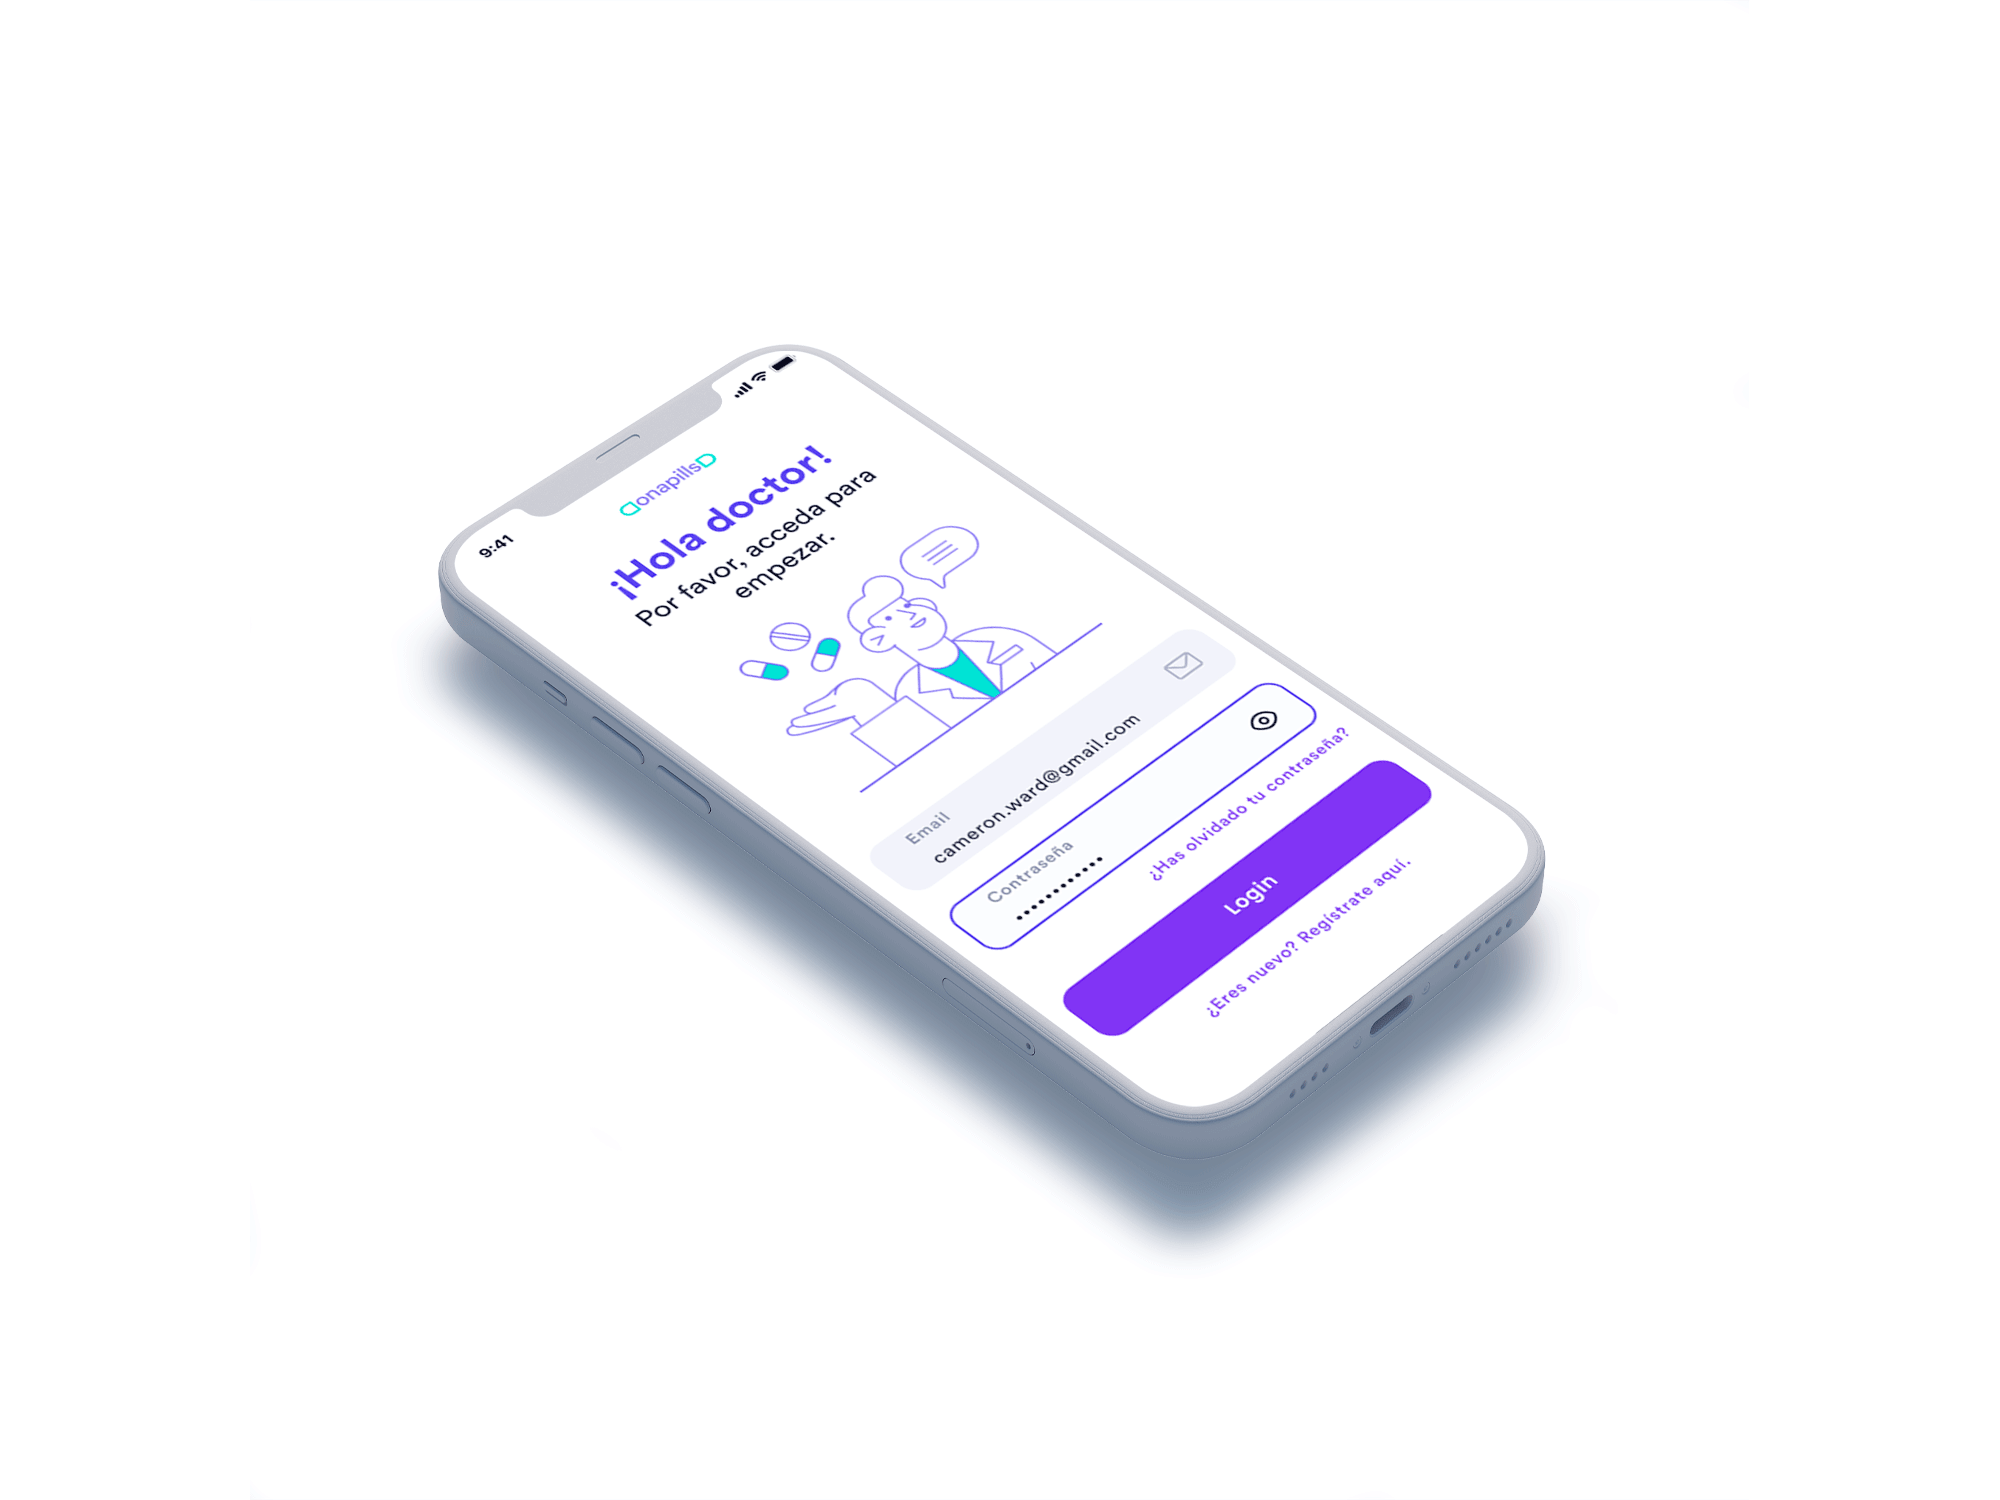 9:41
DonapillsD
¡Hola doctor!
Por favor, acceda para
empezar.
Email
cameron.ward@gmail.com
Contraseña
••••••••••••
¿Has olvidado tu contraseña?
Login
¿Eres nuevo? Regístrate aquí.